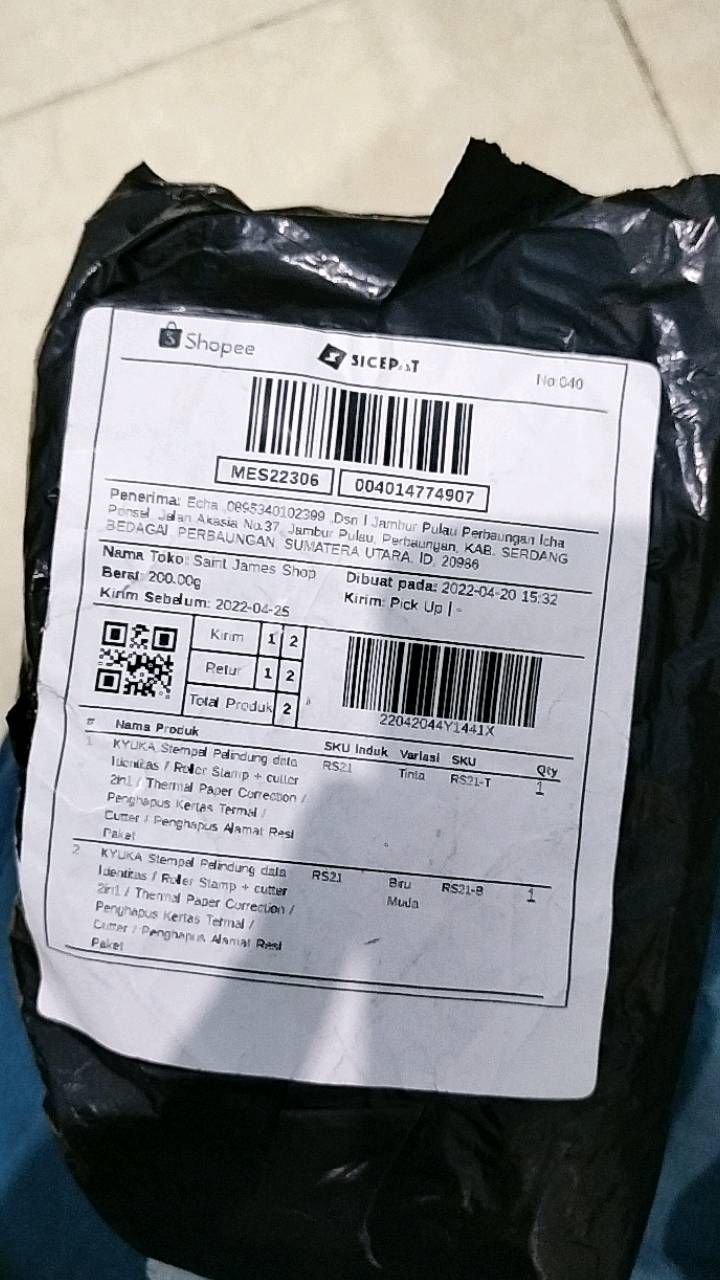 Shopee
SICEPAT
No:040
MES22306 004014774907
Penerima: Echa ,0895340102399 ,Dsn I Jambur Pulau Perbaungan Icha
Ponsel Jalan Akasia No.37, Jambur Pulau, Perbaungan, KAB. SERDANG
BEDAGAI, PERBAUNGAN, SUMATERA UTARA, ID, 20986
Nama Toko: Saint James Shop
Dibuat pada: 2022-04-20 15:32
Berat: 200.00g
Kirim: Pick Up | -
Kirim Sebelum: 2022-04-25
Kirim 1 2
Retur 1 2
Total Produk 2
22042044Y1441X
# Nama Produk SKU Induk Variasi SKU Qty
1 KYUKA Stempel Pelindung data RS21 Tinta RS21-T 1
Identitas / Roller Stamp + cutter
2in1 / Thermal Paper Correction /
Penghapus Kertas Termal /
Cutter / Penghapus Alamat Resi
Paket
2 KYUKA Stempel Pelindung data RS21 Biru RS21-B 1
Identitas / Roller Stamp + cutter Muda
2in1 / Thermal Paper Correction /
Penghapus Kertas Termal /
Cutter / Penghapus Alamat Resi
Paket